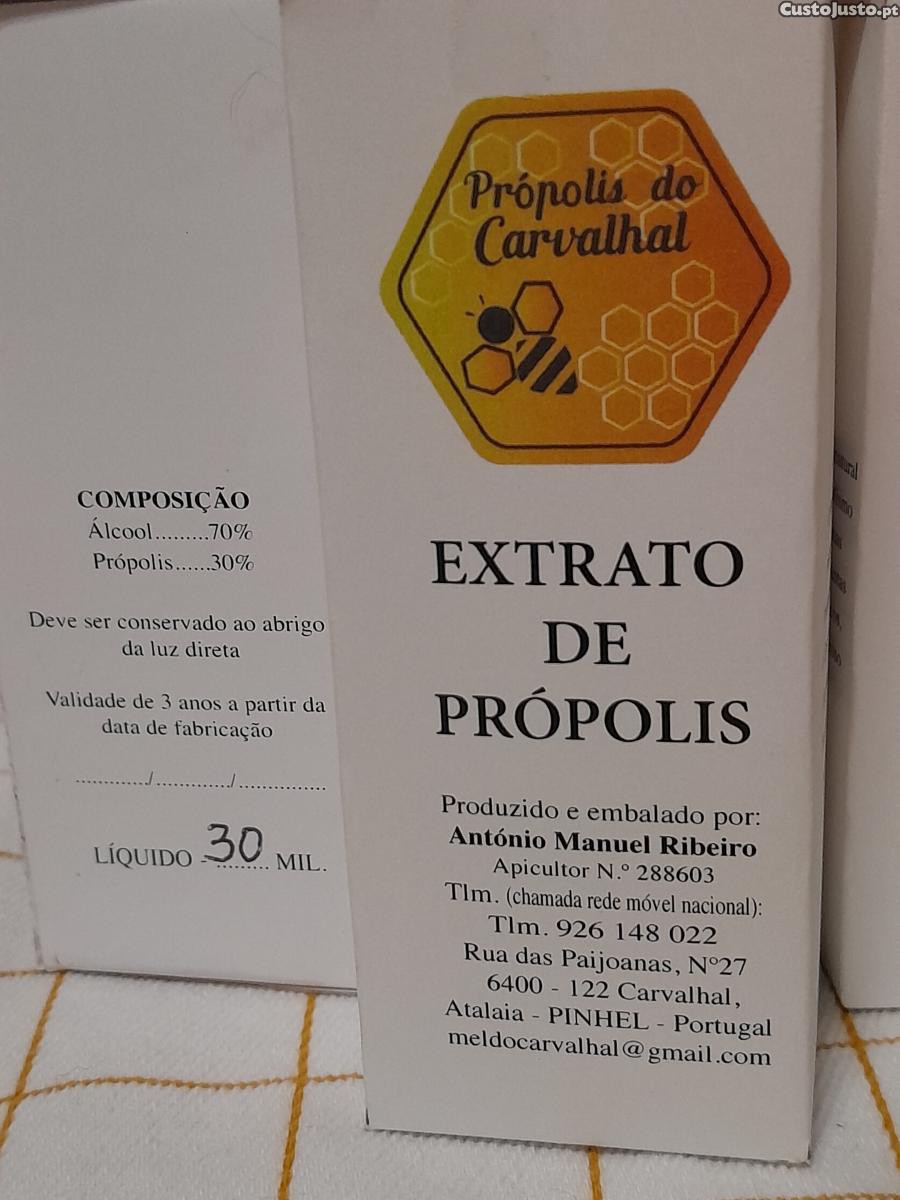 CustoJusto.pt
COMPOSIÇÃO
Álcool.........70%
Própolis......30%
Deve ser conservado ao abrigo
da luz direta
Validade de 3 anos a partir da
data de fabricação
............./............./...............
LÍQUIDO - 30 MIL.
Própolis do
Carvalhal
EXTRATO
DE
PRÓPOLIS
Produzido e embalado por:
António Manuel Ribeiro
Apicultor N.º 288603
Tlm. (chamada rede móvel nacional):
Tlm. 926 148 022
Rua das Paijoanas, Nº27
6400 - 122 Carvalhal,
Atalaia - PINHEL - Portugal
meldocarvalhal@gmail.com